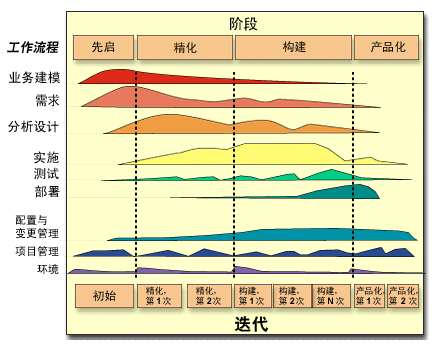 阶段
工作流程
先启 精化 构建 产品化
业务建模
需求
分析设计
实施
测试
部署
配置与
变更管理
项目管理
环境
初始
精化,
第 1次
精化,
第 2次
构建,
第 1次
构建,
第 2次
构建,
第 N次
产品化,
第 1次
产品化,
第 2次
迭代